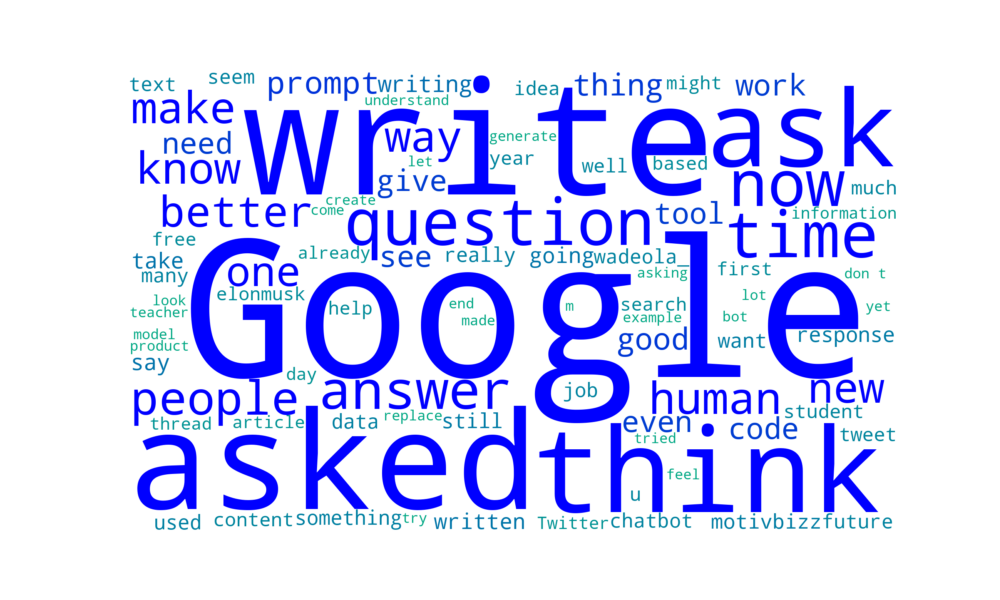 text seem prompt writing idea thing might work
make understand
write ask
need way generate
know let year well based now
give much
better create come question tool time information
free already see really going wadeola_ first
take one asking don t
many elonmusk
Google
look help end m search lot yet
teacher made example bot
model good want response
product
say
day job
people answer human new
thread article data replace still even code student
tried tweet
asked think
feel
u
used content something try written Twitter chatbot motivbizz future